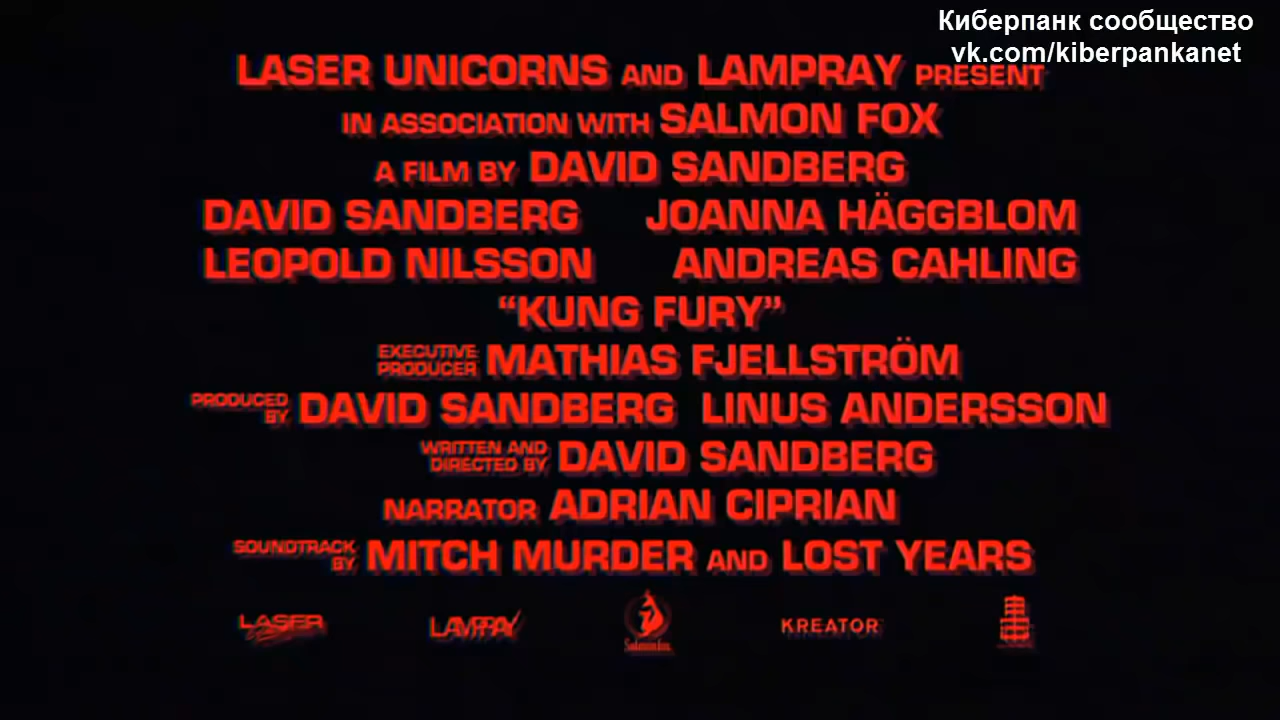 Киберпанк сообщество
vk.com/kiberpankanet
LASER UNICORNS AND LAMPRAY PRESENT
IN ASSOCIATION WITH SALMON FOX
A FILM BY DAVID SANDBERG
DAVID SANDBERG JOANNA HÄGGBLOM
LEOPOLD NILSSON ANDREAS CAHLING
“KUNG FURY”
EXECUTIVE PRODUCER MATHIAS FJELLSTRÖM
PRODUCED BY DAVID SANDBERG LINUS ANDERSSON
WRITTEN AND DIRECTED BY DAVID SANDBERG
NARRATOR ADRIAN CIPRIAN
SOUNDTRACK BY MITCH MURDER AND LOST YEARS
LASER LAMPRAY Salmonfox KREATOR